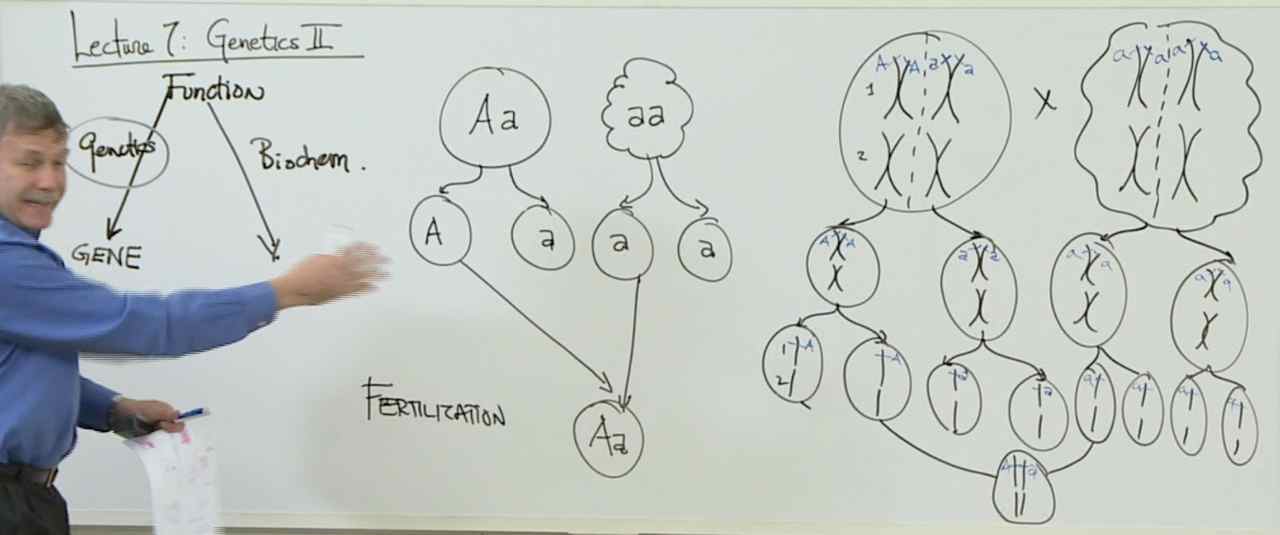 Lecture 7: Genetics II
Function
Genetics
Biochem.
GENE
Aa
aa
A
a
a
a
FERTILIZATION
Aa
A A a a
1
2
X
a a a a
A A
a a
a a
a a
1 A
2
A
a
a
a
a
a
A a